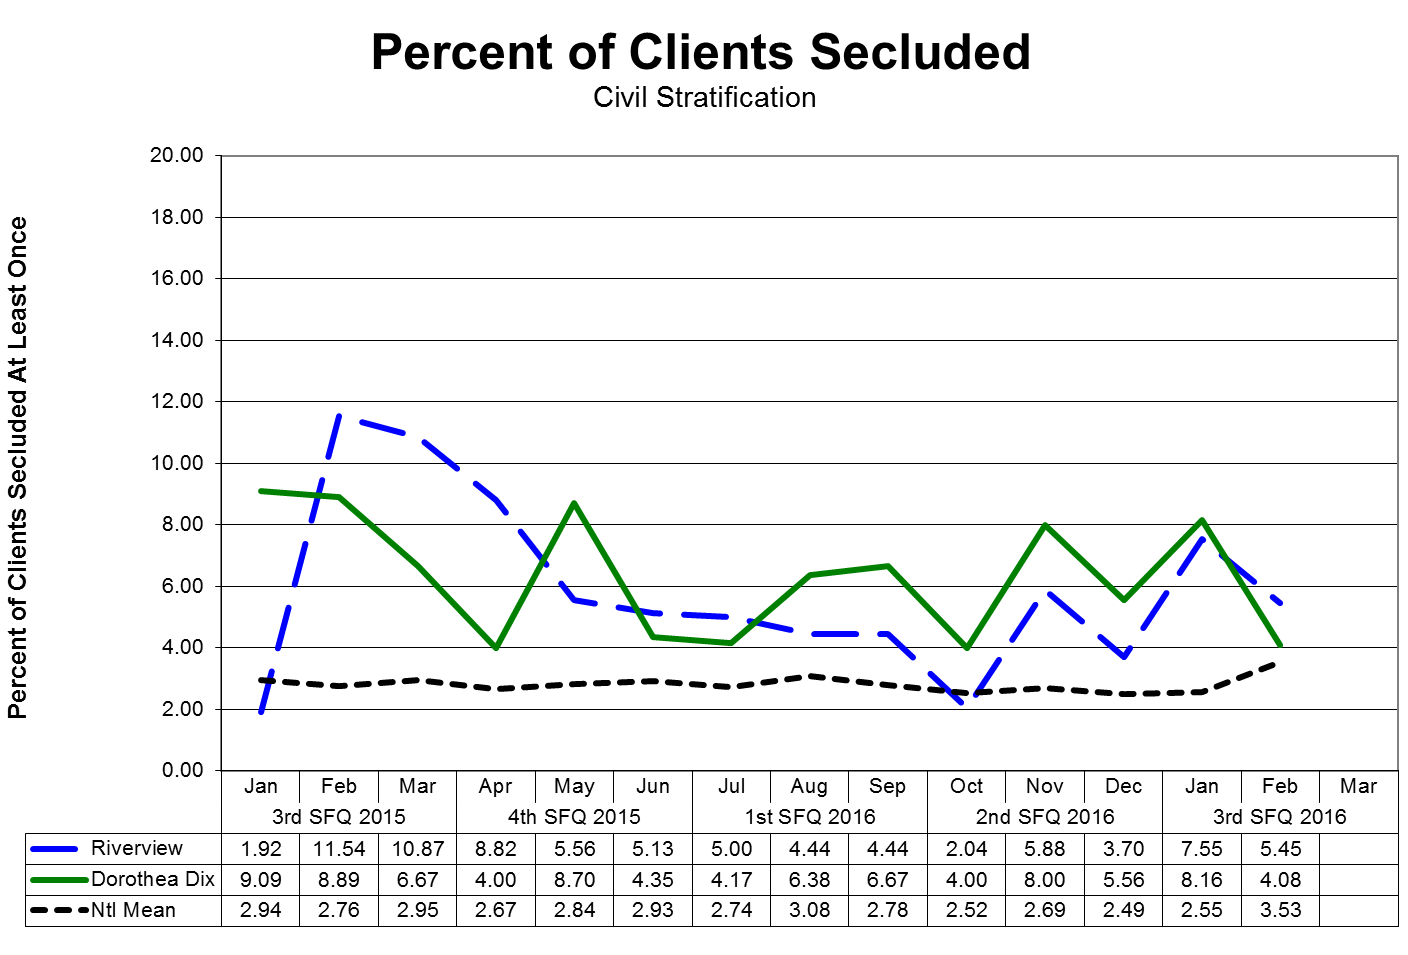 Percent of Clients Secluded
Civil Stratification
Percent of Clients Secluded At Least Once
20.00
18.00
16.00
14.00
12.00
10.00
8.00
6.00
4.00
2.00
0.00
Jan Feb Mar Apr May Jun Jul Aug Sep Oct Nov Dec Jan Feb Mar
3rd SFQ 2015 4th SFQ 2015 1st SFQ 2016 2nd SFQ 2016 3rd SFQ 2016
Riverview 1.92 11.54 10.87 8.82 5.56 5.13 5.00 4.44 4.44 2.04 5.88 3.70 7.55 5.45
Dorothea Dix 9.09 8.89 6.67 4.00 8.70 4.35 4.17 6.38 6.67 4.00 8.00 5.56 8.16 4.08
Ntl Mean 2.94 2.76 2.95 2.67 2.84 2.93 2.74 3.08 2.78 2.52 2.69 2.49 2.55 3.53